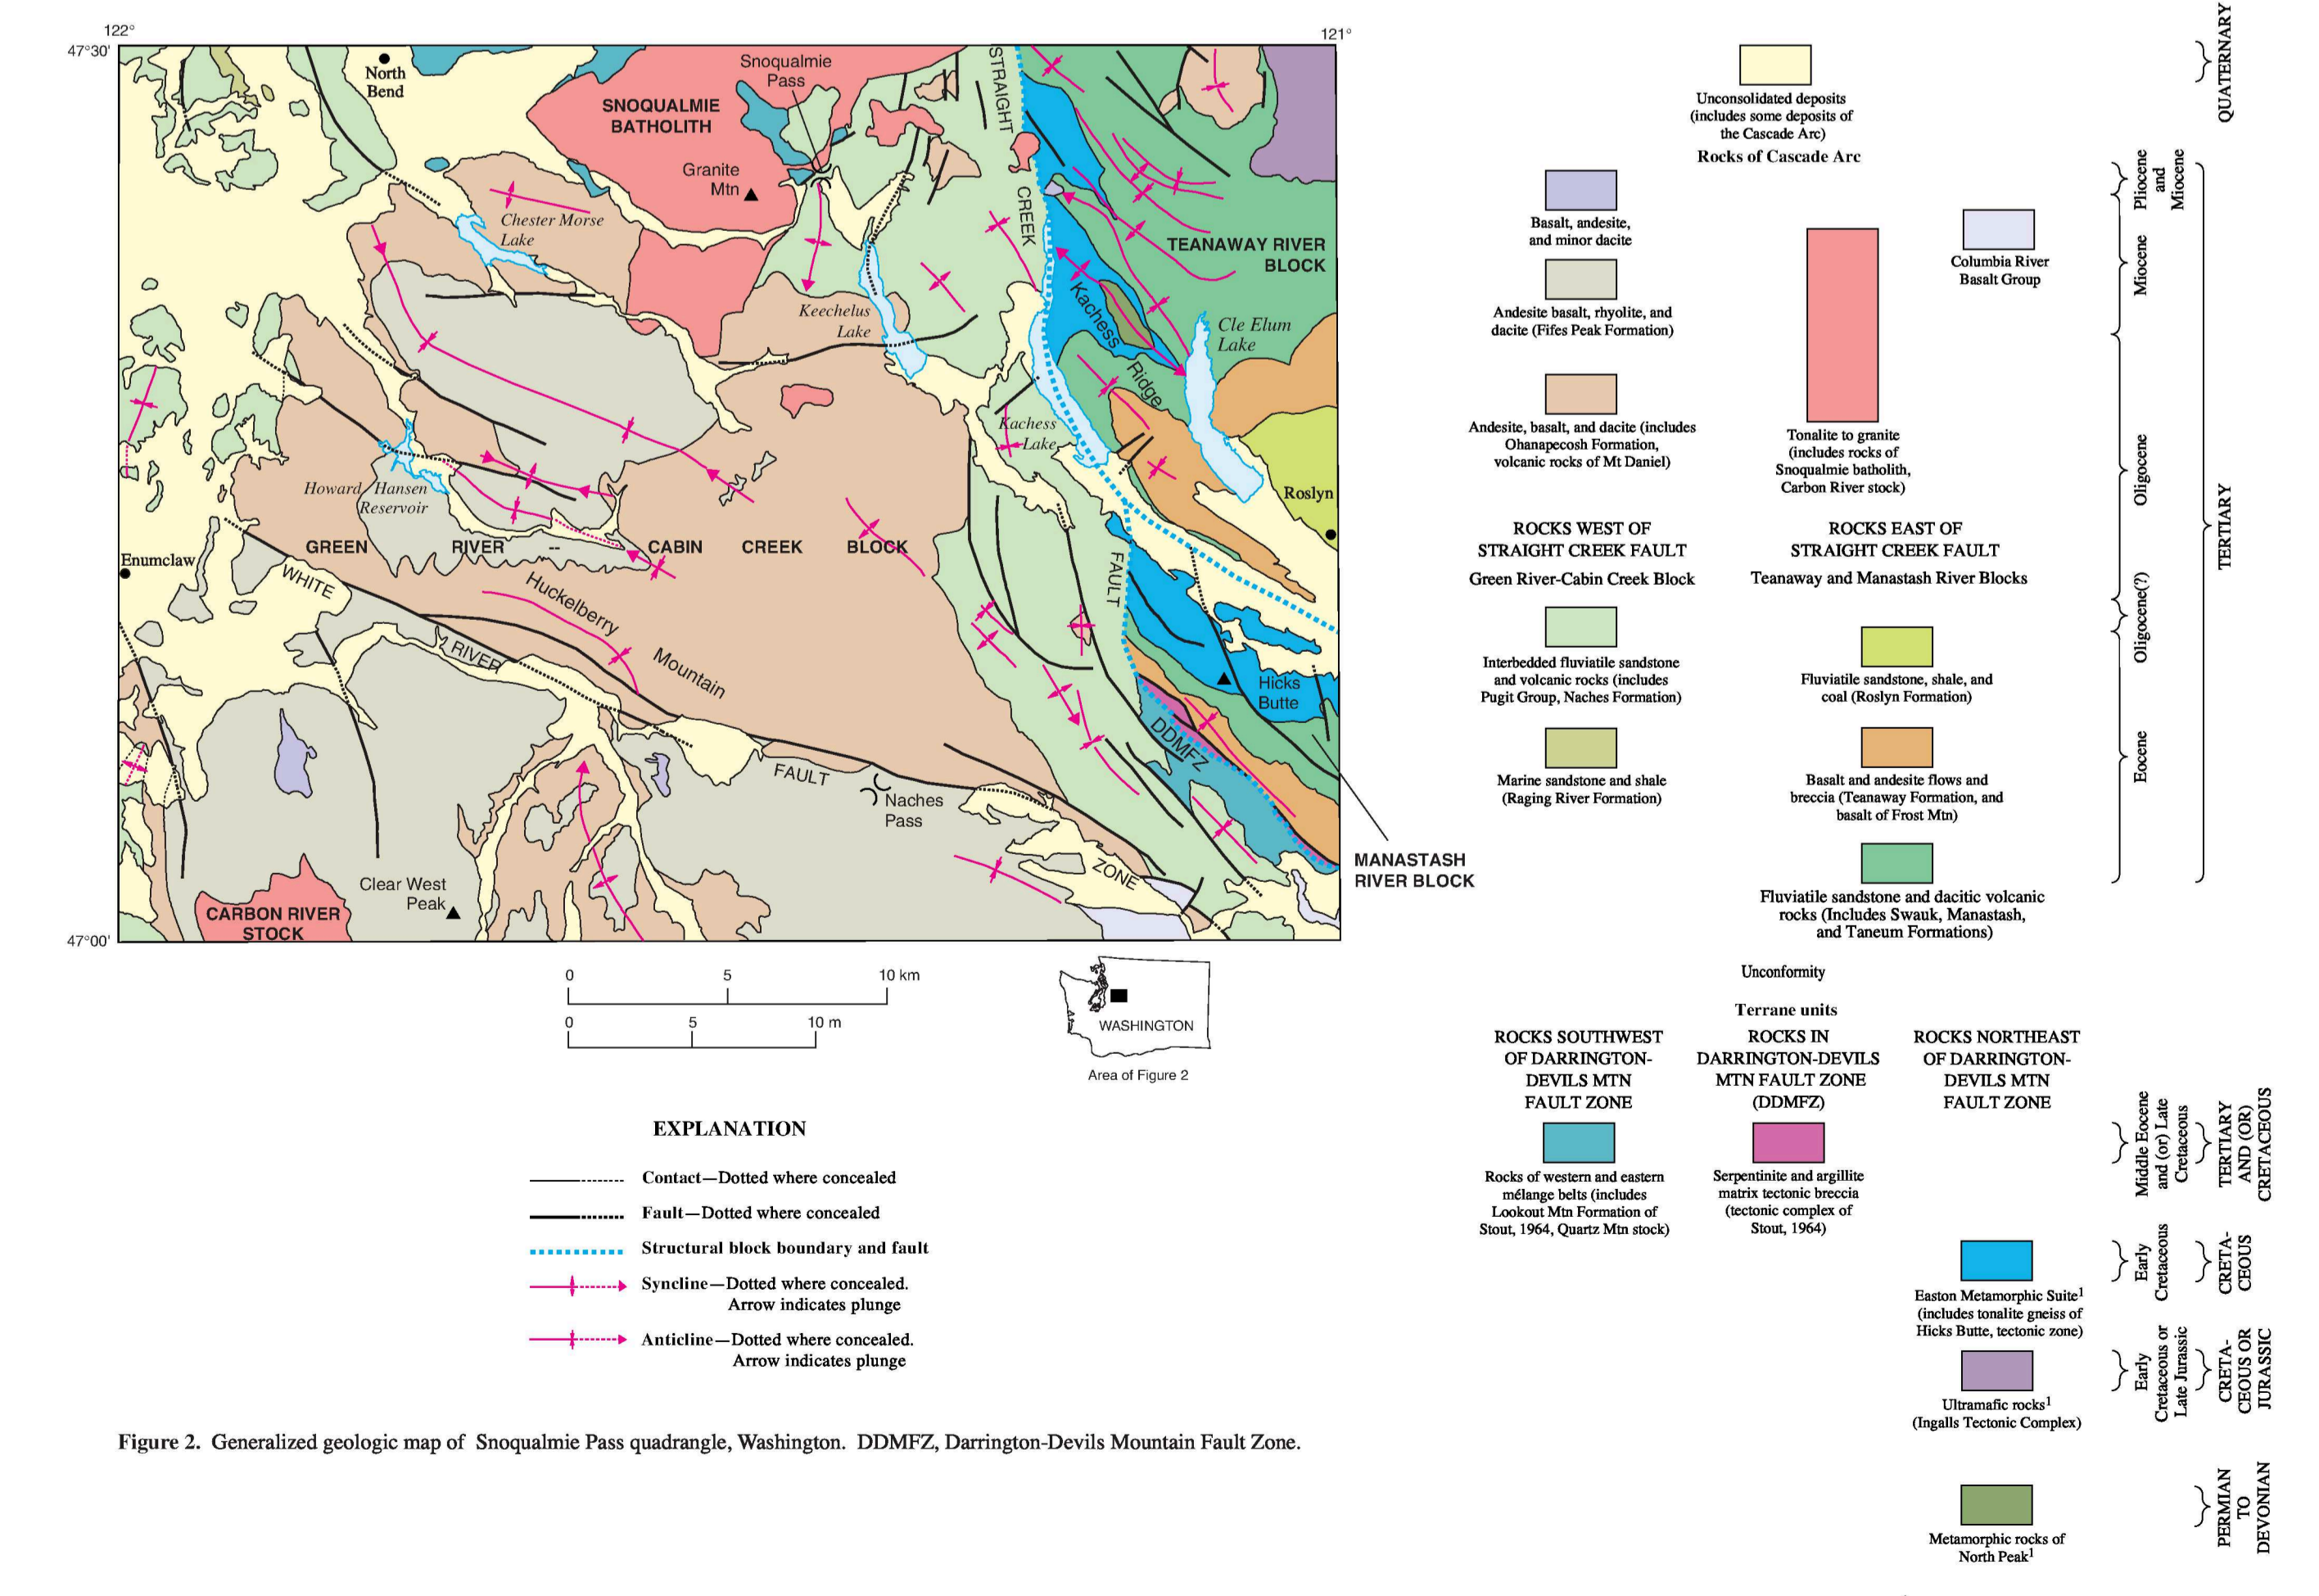 122°
121°
47°30'
North
Bend
Snoqualmie
Pass
SNOQUALMIE
BATHOLITH
Granite
Mtn
STRAIGHT
CREEK
Chester Morse
Lake
TEANAWAY RIVER
BLOCK
Keechelus
Lake
Kachess
Ridge
Cle Elum
Lake
Kachess
Lake
Roslyn
Howard Hansen
Reservoir
GREEN RIVER -- CABIN CREEK BLOCK
Enumclaw
WHITE
RIVER
Huckelberry
Mountain
FAULT
Hicks
Butte
DDMFZ
FAULT
Naches
Pass
ZONE
MANASTASH
RIVER BLOCK
Clear West
Peak
CARBON RIVER
STOCK
47°00'
0 5 10 km
0 5 10 m
WASHINGTON
Area of Figure 2
EXPLANATION
Contact—Dotted where concealed
Fault—Dotted where concealed
Structural block boundary and fault
Syncline—Dotted where concealed.
Arrow indicates plunge
Anticline—Dotted where concealed.
Arrow indicates plunge
Figure 2. Generalized geologic map of Snoqualmie Pass quadrangle, Washington. DDMFZ, Darrington-Devils Mountain Fault Zone.
Unconsolidated deposits
(includes some deposits of
the Cascade Arc)
Rocks of Cascade Arc
Basalt, andesite,
and minor dacite
Andesite basalt, rhyolite, and
dacite (Fifes Peak Formation)
Andesite, basalt, and dacite (includes
Ohanapecosh Formation,
volcanic rocks of Mt Daniel)
Tonalite to granite
(includes rocks of
Snoqualmie batholith,
Carbon River stock)
Columbia River
Basalt Group
ROCKS WEST OF
STRAIGHT CREEK FAULT
Green River-Cabin Creek Block
Interbedded fluviatile sandstone
and volcanic rocks (includes
Pugit Group, Naches Formation)
Marine sandstone and shale
(Raging River Formation)
ROCKS EAST OF
STRAIGHT CREEK FAULT
Teanaway and Manastash River Blocks
Fluviatile sandstone, shale, and
coal (Roslyn Formation)
Basalt and andesite flows and
breccia (Teanaway Formation, and
basalt of Frost Mtn)
Fluviatile sandstone and dacitic volcanic
rocks (Includes Swauk, Manastash,
and Taneum Formations)
Unconformity
Terrane units
ROCKS SOUTHWEST
OF DARRINGTON-
DEVILS MTN
FAULT ZONE
Rocks of western and eastern
mélange belts (includes
Lookout Mtn Formation of
Stout, 1964, Quartz Mtn stock)
ROCKS IN
DARRINGTON-DEVILS
MTN FAULT ZONE
(DDMFZ)
Serpentinite and argillite
matrix tectonic breccia
(tectonic complex of
Stout, 1964)
ROCKS NORTHEAST
OF DARRINGTON-
DEVILS MTN
FAULT ZONE
Easton Metamorphic Suite1
(includes tonalite gneiss of
Hicks Butte, tectonic zone)
Ultramafic rocks1
(Ingalls Tectonic Complex)
Metamorphic rocks of
North Peak1
QUATERNARY
Pliocene
and
Miocene
Miocene
Oligocene
Oligocene(?)
Eocene
TERTIARY
Middle Eocene
and (or) Late
Cretaceous
TERTIARY
AND (OR)
CRETACEOUS
Early
Cretaceous
CRETA-
CEOUS
Early
Cretaceous or
Late Jurassic
CRETA-
CEOUS OR
JURASSIC
PERMIAN
TO
DEVONIAN